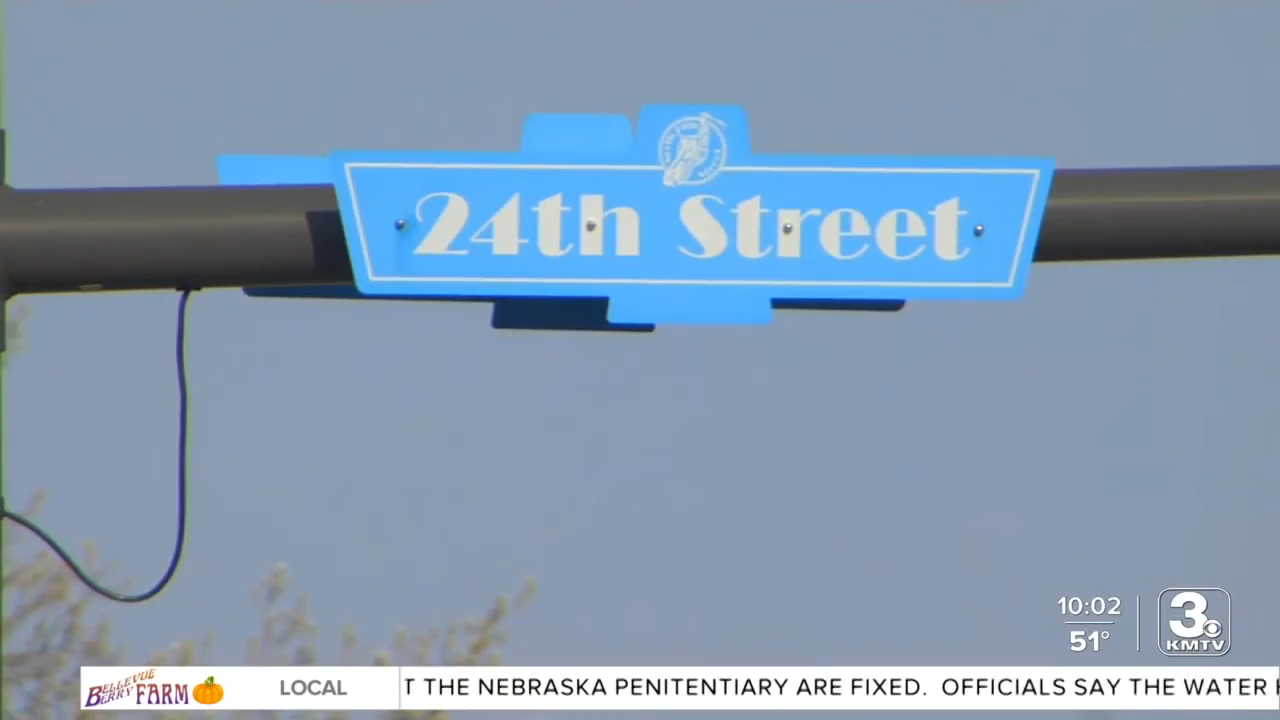 24th Street
10:02
51°
3
KMTV
BELLEVUE
BERRY FARM
LOCAL
T THE NEBRASKA PENITENTIARY ARE FIXED. OFFICIALS SAY THE WATER